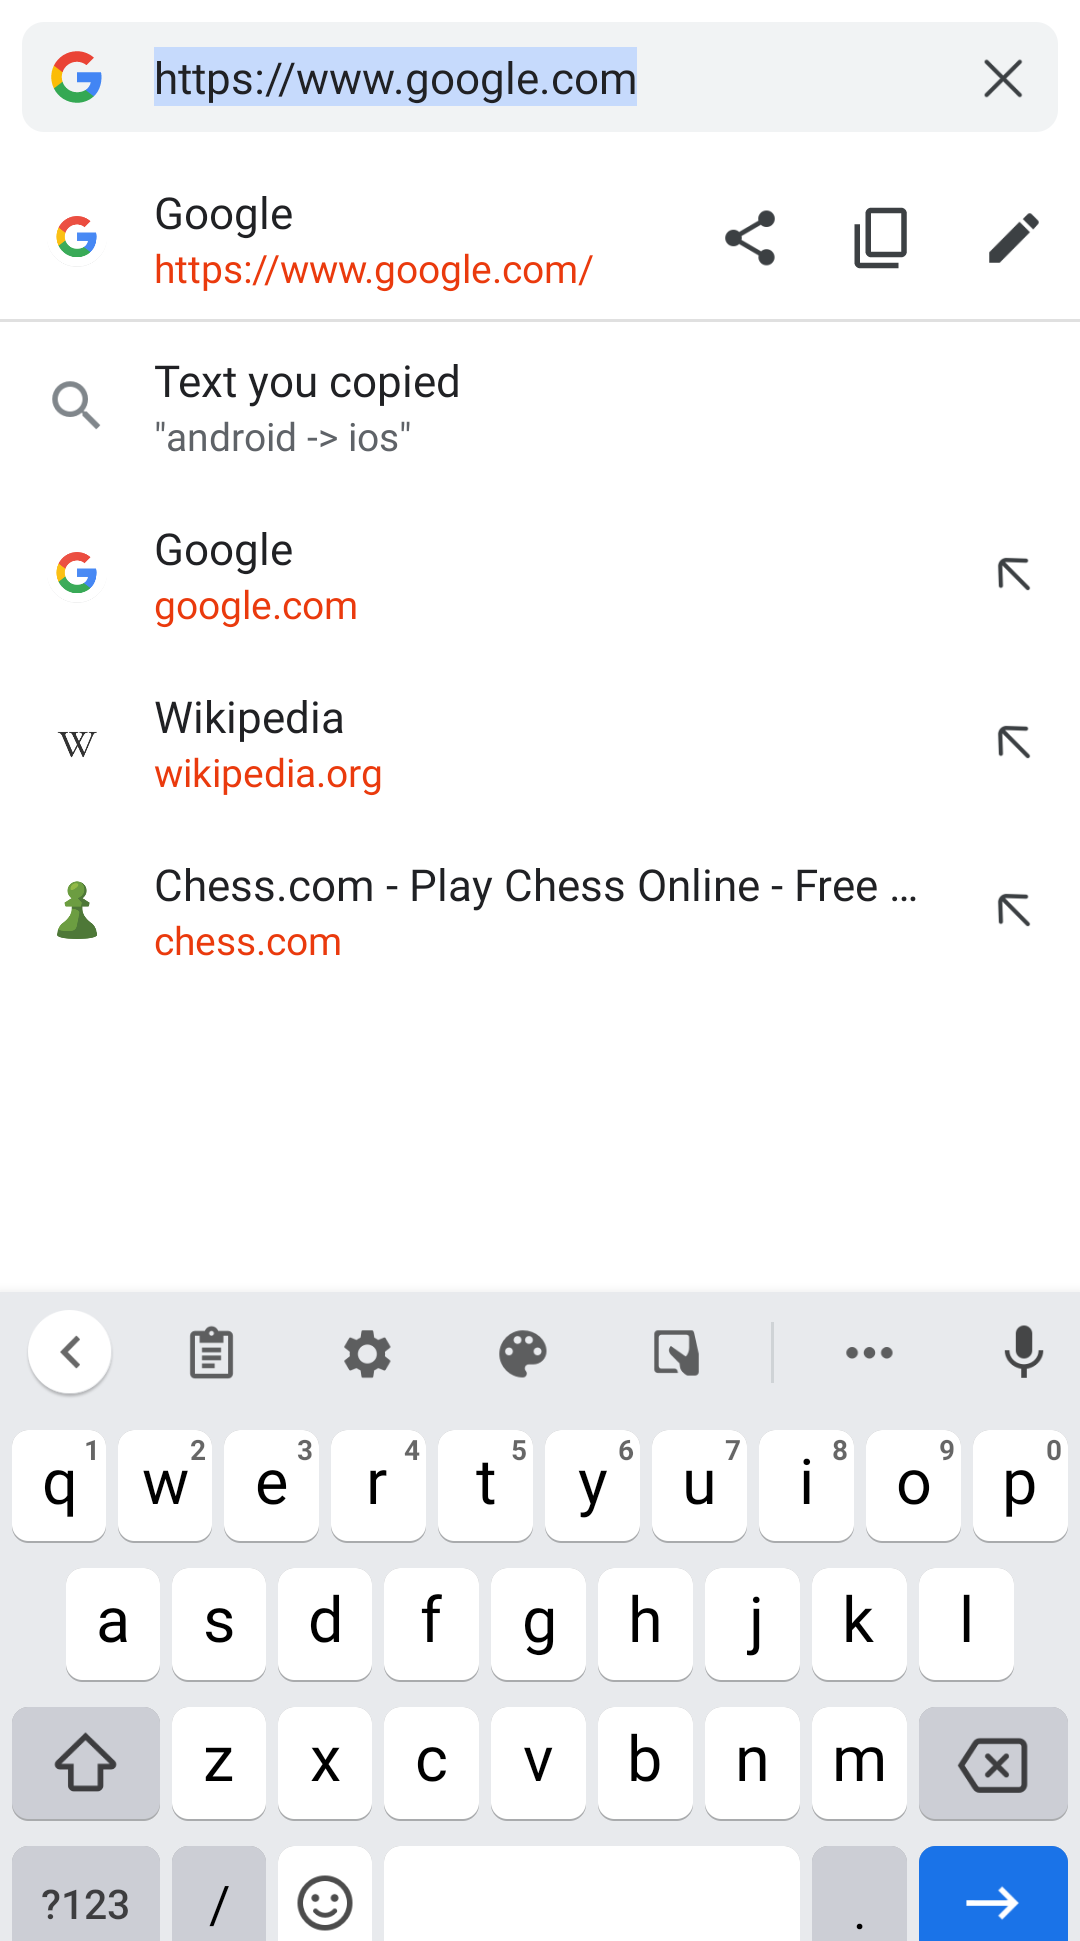 https://www.google.com
Google
https://www.google.com/
Text you copied
"android -> ios"
Google
google.com
W
Wikipedia
wikipedia.org
Chess.com - Play Chess Online - Free ...
chess.com
1 2 3 4 5 6 7 8 9 0
q w e r t y u i o p
a s d f g h j k l
z x c v b n m
?123 / .